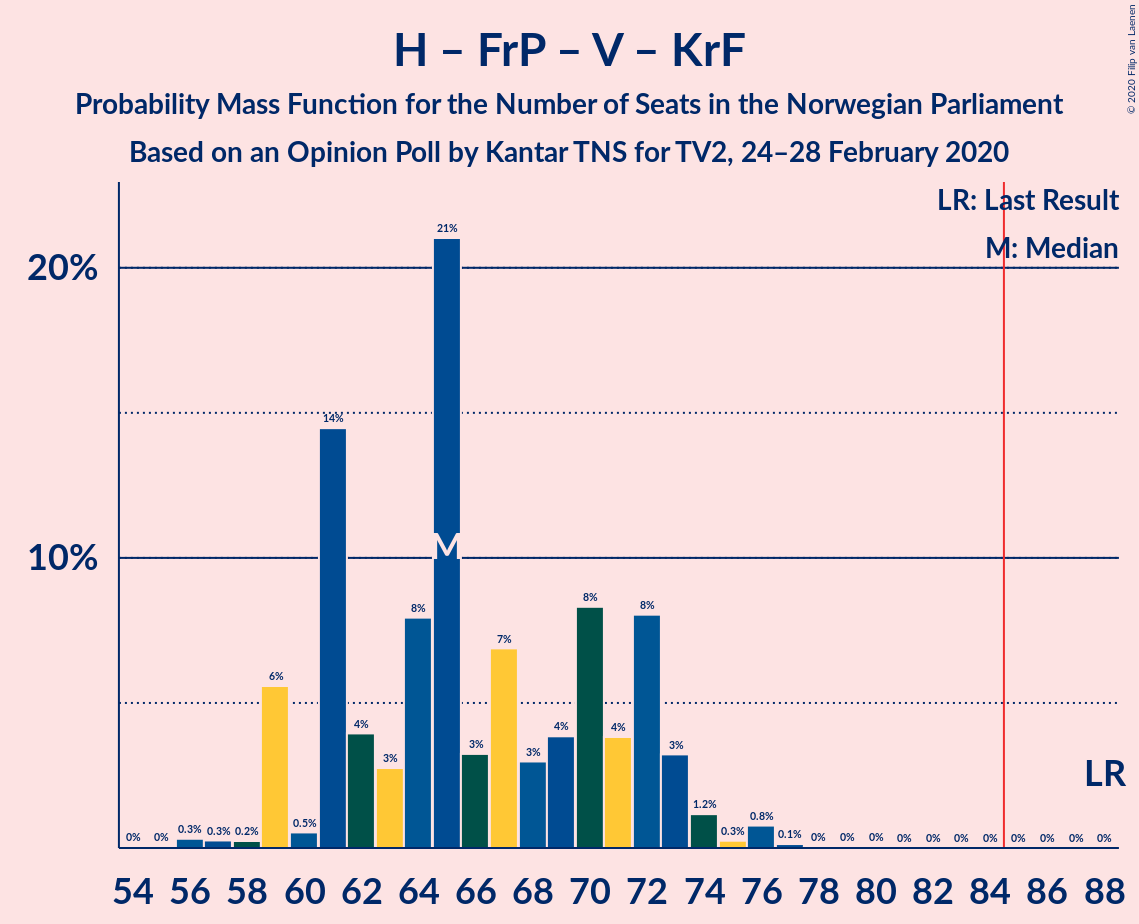 H – FrP – V – KrF
Probability Mass Function for the Number of Seats in the Norwegian Parliament
Based on an Opinion Poll by Kantar TNS for TV2, 24–28 February 2020
© 2020 Filip van Laenen
LR: Last Result
M: Median
20%
10%
0% 0% 0.3% 0.3% 0.2% 6% 0.5% 14% 4% 3% 8% 21% 3% 7% 3% 4% 8% 4% 8% 3% 1.2% 0.3% 0.8% 0.1% 0% 0% 0% 0% 0% 0% 0% 0% 0% 0% 0%
M
LR
54 56 58 60 62 64 66 68 70 72 74 76 78 80 82 84 86 88